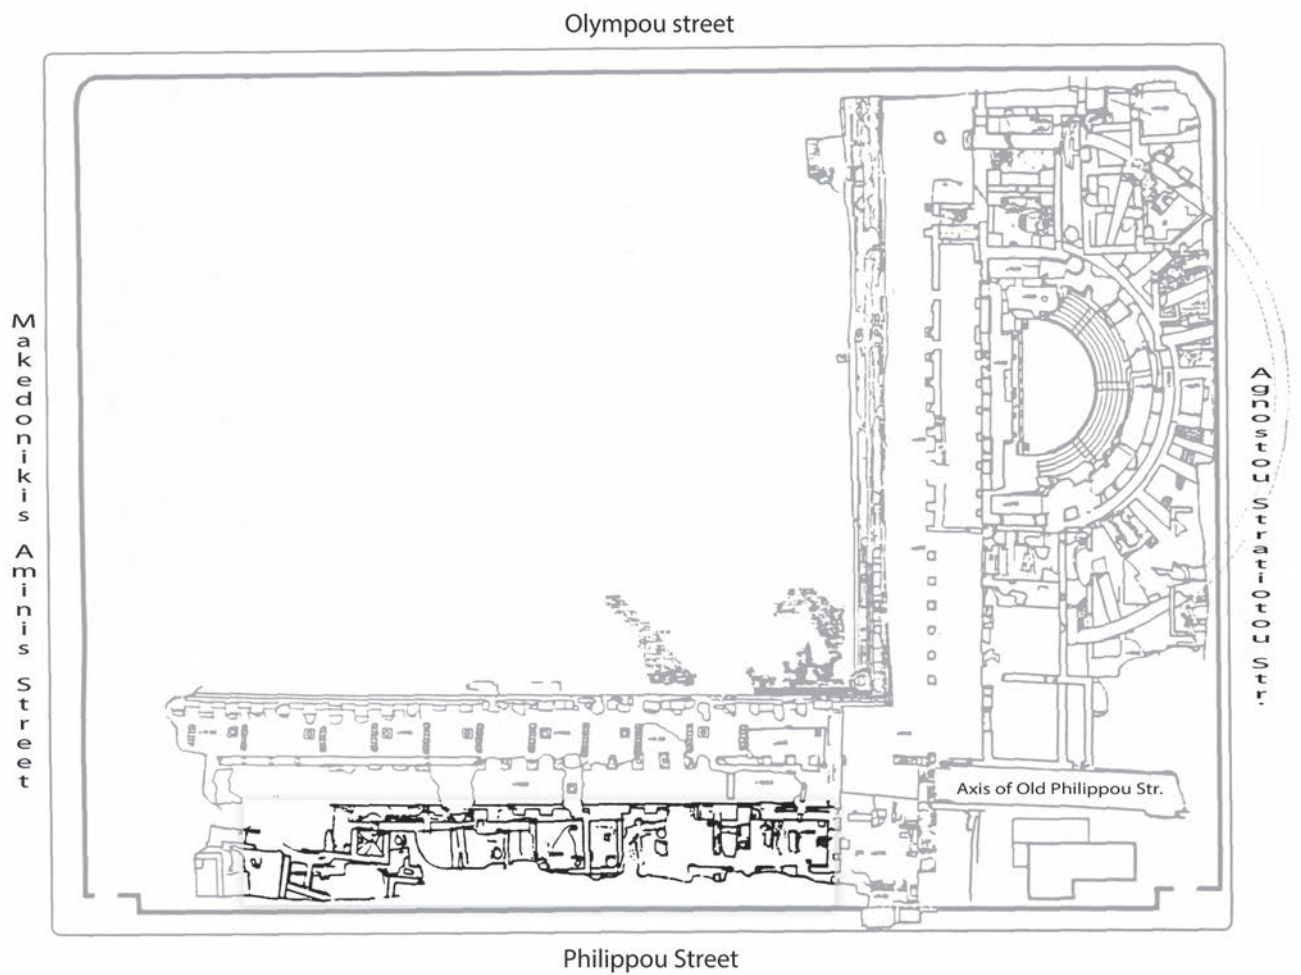 Olympou street
Makedonikis Aminis Street
Agnostou Stratiotou Str.
Axis of Old Philippou Str.
Philippou Street